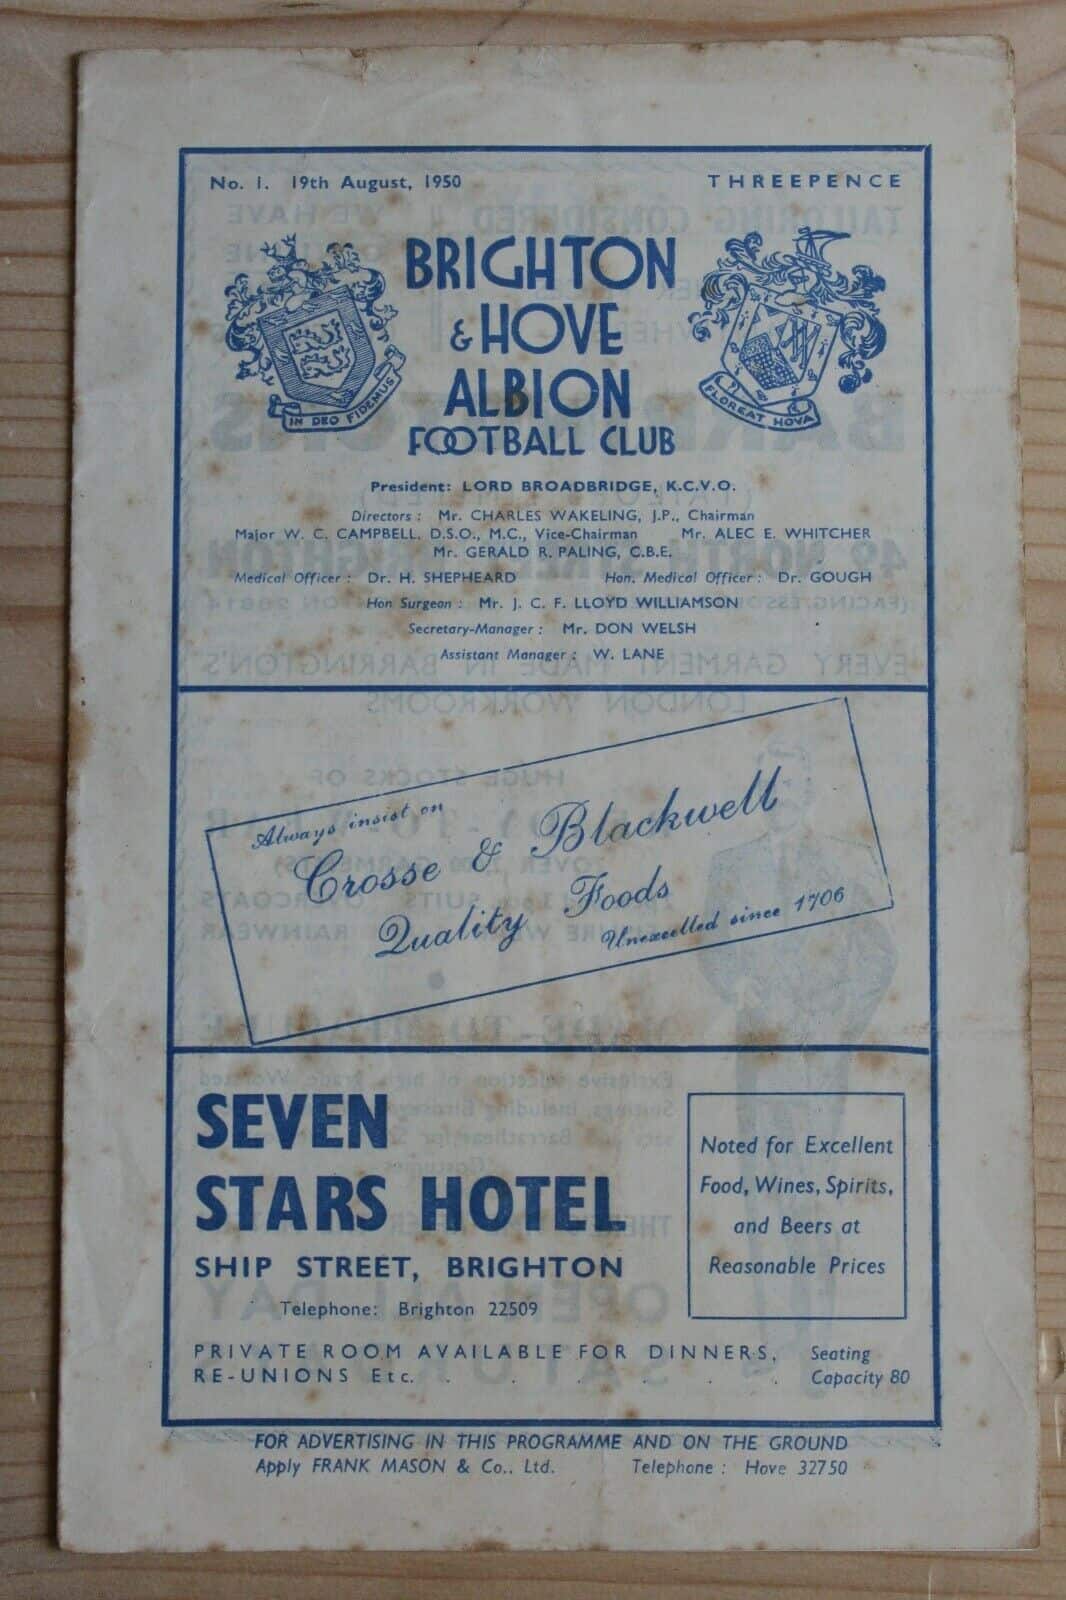 No. 1. 19th August, 1950 THREEPENCE
BRIGHTON
& HOVE
ALBION
FOOTBALL CLUB
IN DEO FIDEMUS
FLOREAT HOVA
President: LORD BROADBRIDGE, K.C.V.O.
Directors : Mr. CHARLES WAKELING, J.P., Chairman
Major W. C. CAMPBELL, D.S.O., M.C., Vice-Chairman Mr. ALEC E. WHITCHER
Mr. GERALD R. PALING, C.B.E.
Medical Officer : Dr. H. SHEPHEARD Hon. Medical Officer : Dr. GOUGH
Hon Surgeon : Mr. J. C. F. LLOYD WILLIAMSON
Secretary-Manager : Mr. DON WELSH
Assistant Manager : W. LANE
Always insist on
Crosse & Blackwell
Quality Foods
Unexcelled since 1706
SEVEN
STARS HOTEL
SHIP STREET, BRIGHTON
Telephone: Brighton 22509
Noted for Excellent
Food, Wines, Spirits,
and Beers at
Reasonable Prices
PRIVATE ROOM AVAILABLE FOR DINNERS, Seating
RE-UNIONS Etc. . . . . . . . Capacity 80
FOR ADVERTISING IN THIS PROGRAMME AND ON THE GROUND
Apply FRANK MASON & Co., Ltd. Telephone : Hove 32750